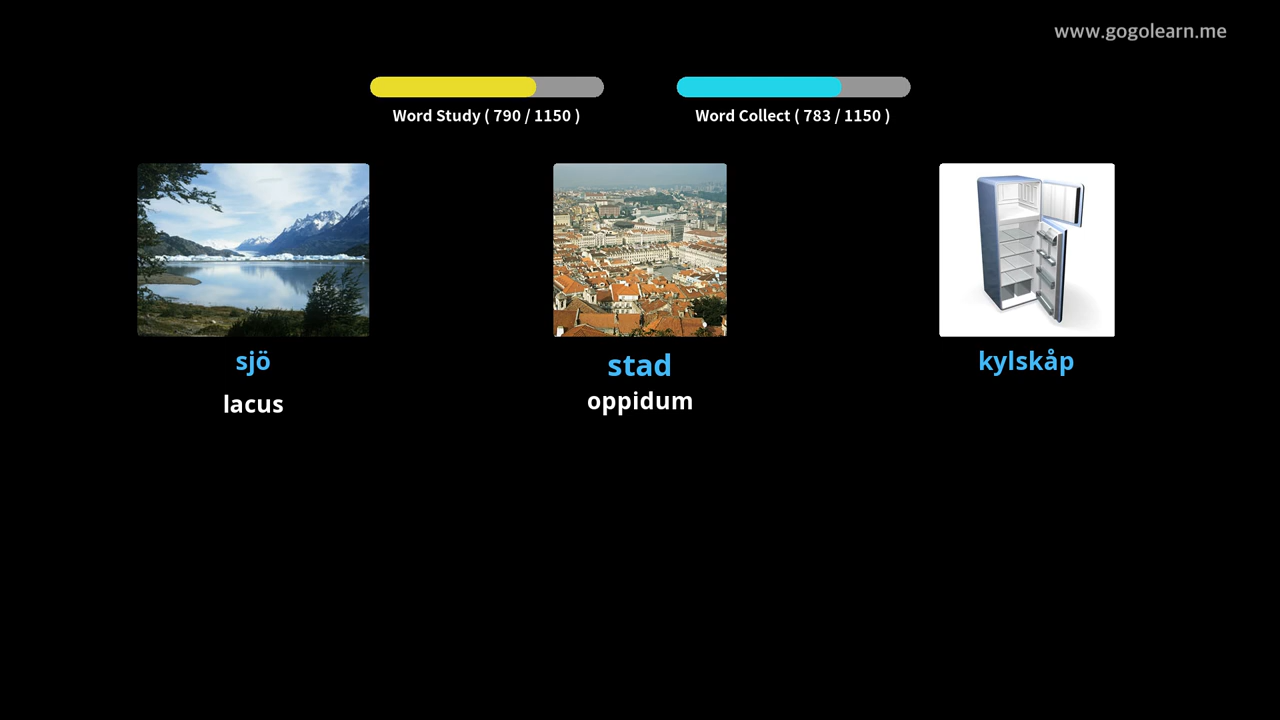 www.gogolearn.me
Word Study ( 790 / 1150 )
Word Collect ( 783 / 1150 )
sjö
stad
kylskåp
lacus
oppidum